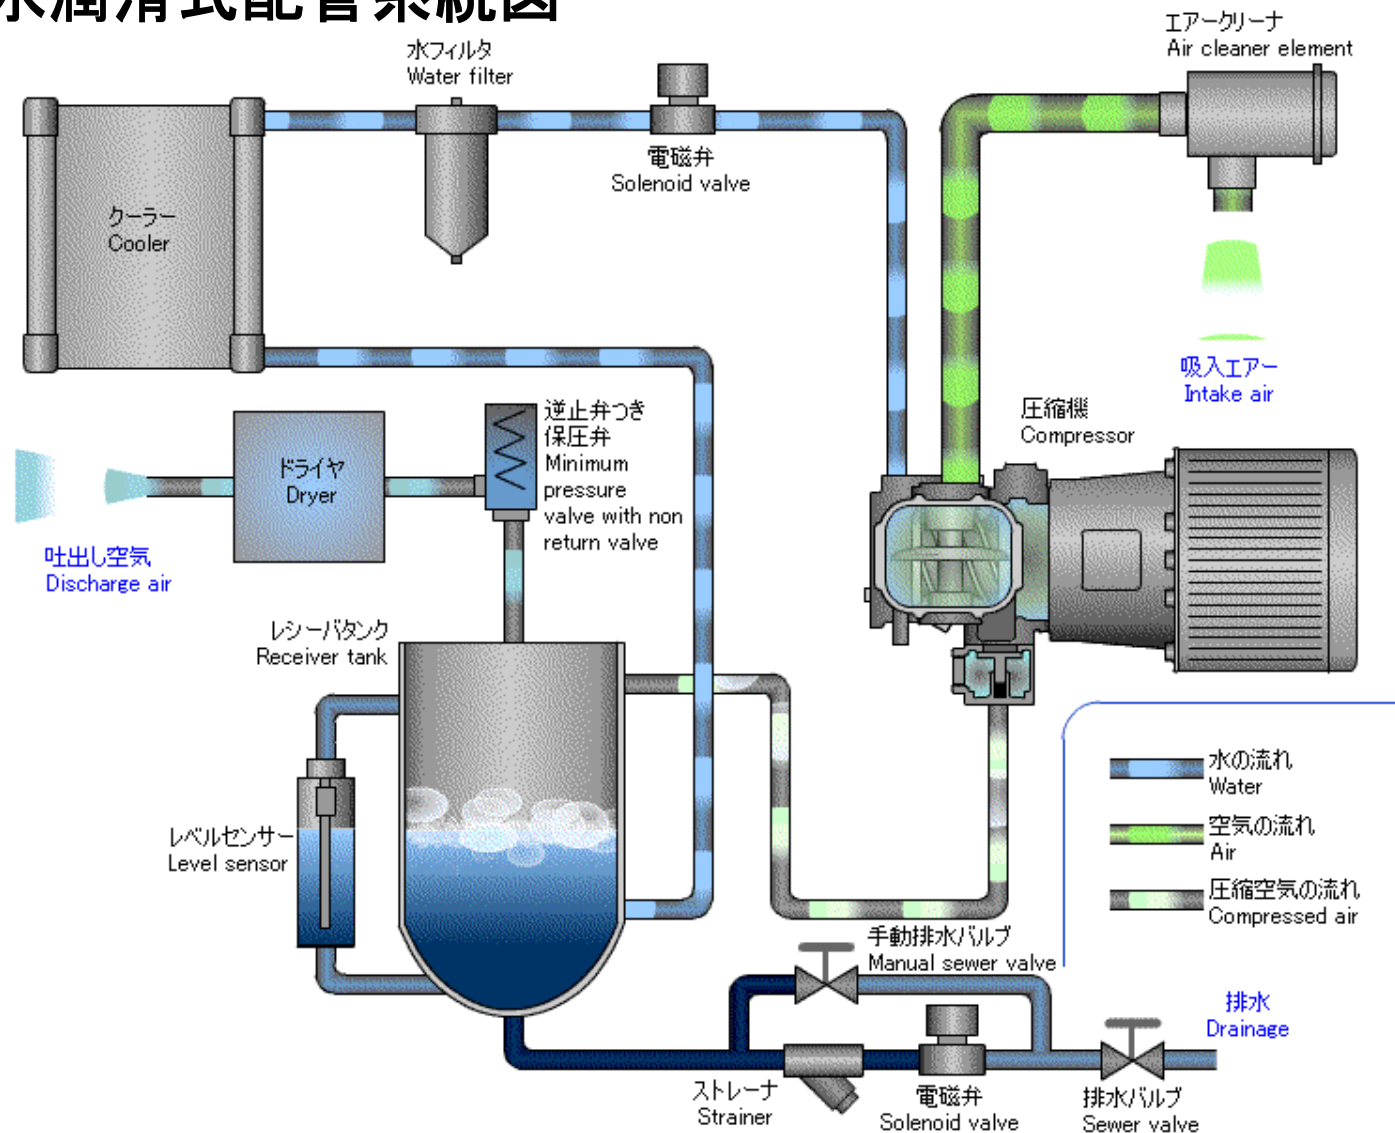 水潤滑式配管系統図
エアークリーナ
Air cleaner element
水フィルタ
Water filter
電磁弁
Solenoid valve
クーラー
Cooler
吸入エアー
Intake air
圧縮機
Compressor
逆止弁つき
保圧弁
Minimum
pressure
valve with non
return valve
ドライヤ
Dryer
吐出し空気
Discharge air
レシーバタンク
Receiver tank
レベルセンサー
Level sensor
水の流れ
Water
空気の流れ
Air
圧縮空気の流れ
Compressed air
手動排水バルブ
Manual sewer valve
排水
Drainage
ストレーナ
Strainer
電磁弁
Solenoid valve
排水バルブ
Sewer valve